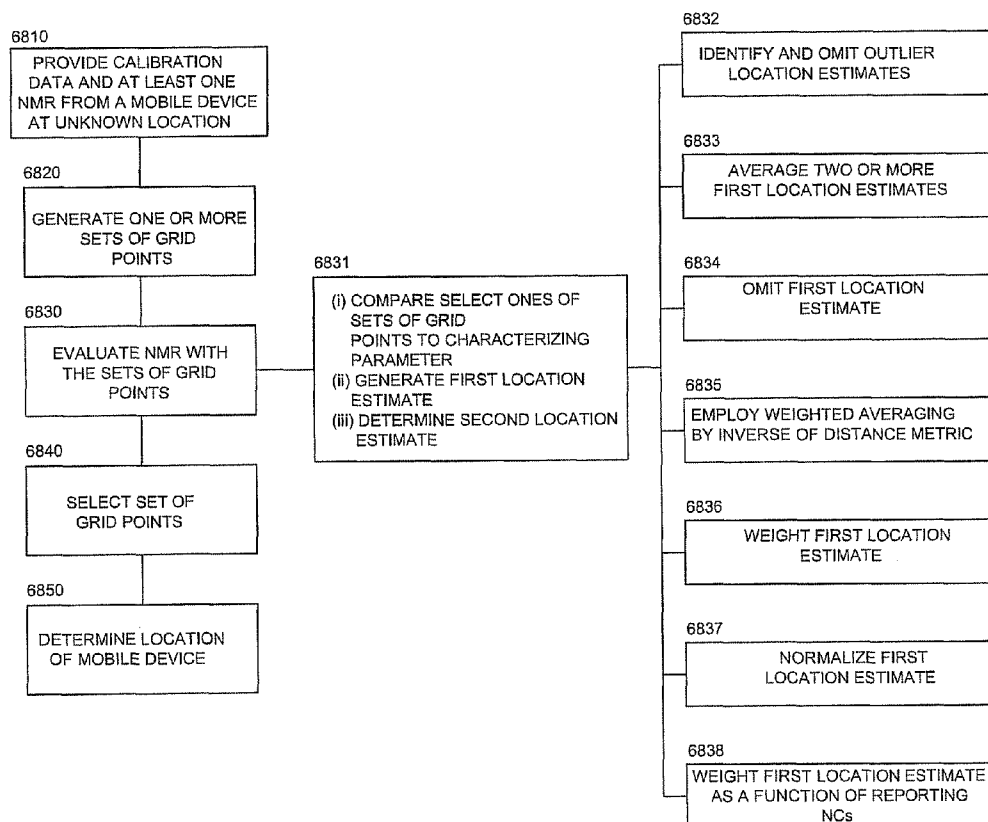 6810
PROVIDE CALIBRATION
DATA AND AT LEAST ONE
NMR FROM A MOBILE DEVICE
AT UNKNOWN LOCATION
6820
GENERATE ONE OR MORE
SETS OF GRID
POINTS
6830
EVALUATE NMR WITH
THE SETS OF GRID
POINTS
6840
SELECT SET OF
GRID POINTS
6850
DETERMINE LOCATION
OF MOBILE DEVICE
6831
(i) COMPARE SELECT ONES OF
SETS OF GRID
POINTS TO CHARACTERIZING
PARAMETER
(ii) GENERATE FIRST LOCATION
ESTIMATE
(iii) DETERMINE SECOND LOCATION
ESTIMATE
6832
IDENTIFY AND OMIT OUTLIER
LOCATION ESTIMATES
6833
AVERAGE TWO OR MORE
FIRST LOCATION ESTIMATES
6834
OMIT FIRST LOCATION
ESTIMATE
6835
EMPLOY WEIGHTED AVERAGING
BY INVERSE OF DISTANCE METRIC
6836
WEIGHT FIRST LOCATION
ESTIMATE
6837
NORMALIZE FIRST
LOCATION ESTIMATE
6838
WEIGHT FIRST LOCATION ESTIMATE
AS A FUNCTION OF REPORTING
NCs